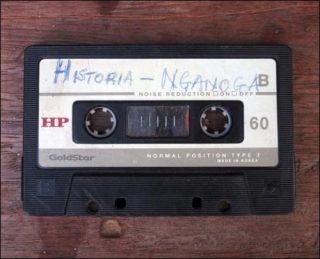 HISTORIA - NGANOGA
B
NOISE REDUCTION □ ON □ OFF
HP
60
GoldStar
NORMAL POSITION TYPE I
MADE IN KOREA